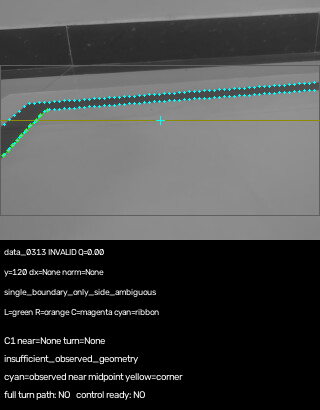 data_0313 INVALID Q=0.00
y=120 dx=None norm=None
single_boundary_only_side_ambiguous
L=green R=orange C=magenta cyan=ribbon
C1 near=None turn=None
insufficient_observed_geometry
cyan=observed near midpoint yellow=corner
full turn path: NO control ready: NO